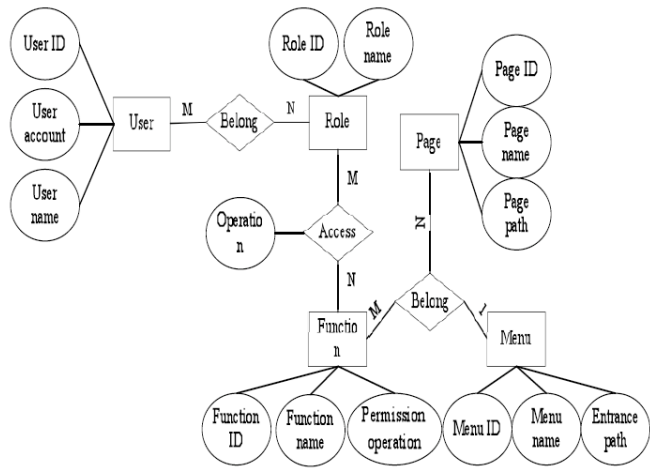 User ID
Role ID
Role
name
Page ID
User
account
User
M
Belong
N
Role
Page
Page
name
User
name
M
Page
path
Operatio
n
Access
N
N
Belong
M
1
Functio
n
Menu
Function
ID
Function
name
Permission
operation
Menu ID
Menu
name
Entrance
path